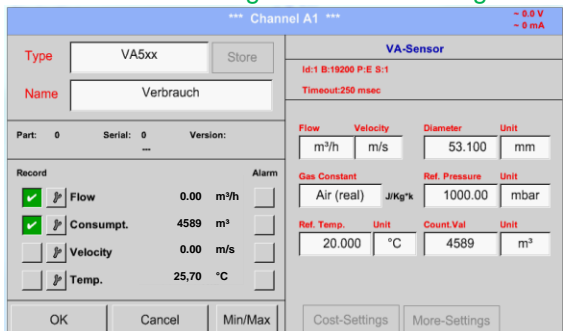 *** Channel A1 ***
~ 0.0 V
~ 0 mA
Type
VA5xx
Store
Name
Verbrauch
Part: 0 Serial: 0 Version:
---
Record
Alarm
Flow 0.00 m³/h
Consumpt. 4589 m³
Velocity 0.00 m/s
Temp. 25,70 °C
OK
Cancel
Min/Max
VA-Sensor
Id:1 B:19200 P:E S:1
Timeout:250 msec
Flow Velocity Diameter Unit
m³/h m/s 53.100 mm
Gas Constant Ref. Pressure Unit
Air (real) J/Kg*k 1000.00 mbar
Ref. Temp. Unit Count.Val Unit
20.000 °C 4589 m³
Cost-Settings
More-Settings